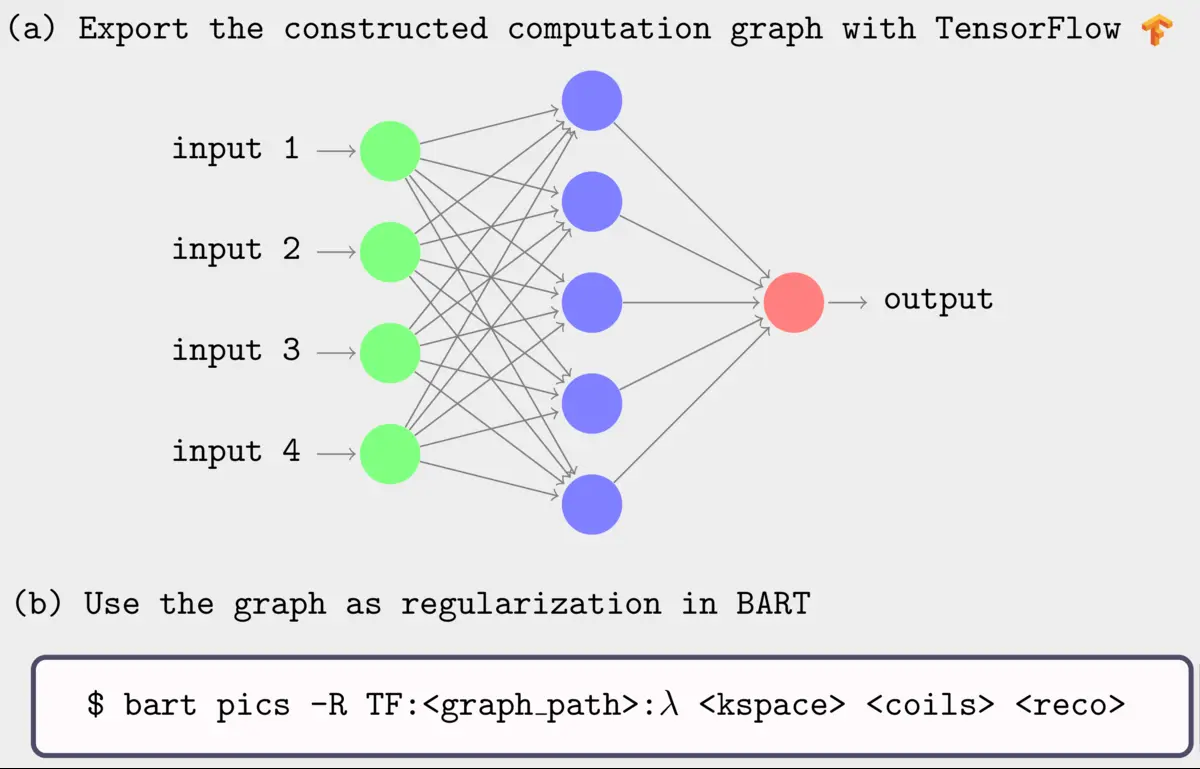 (a) Export the constructed computation graph with TensorFlow
input 1
input 2
input 3
input 4
output
(b) Use the graph as regularization in BART
$ bart pics -R TF:<graph_path>:λ <kspace> <coils> <reco>